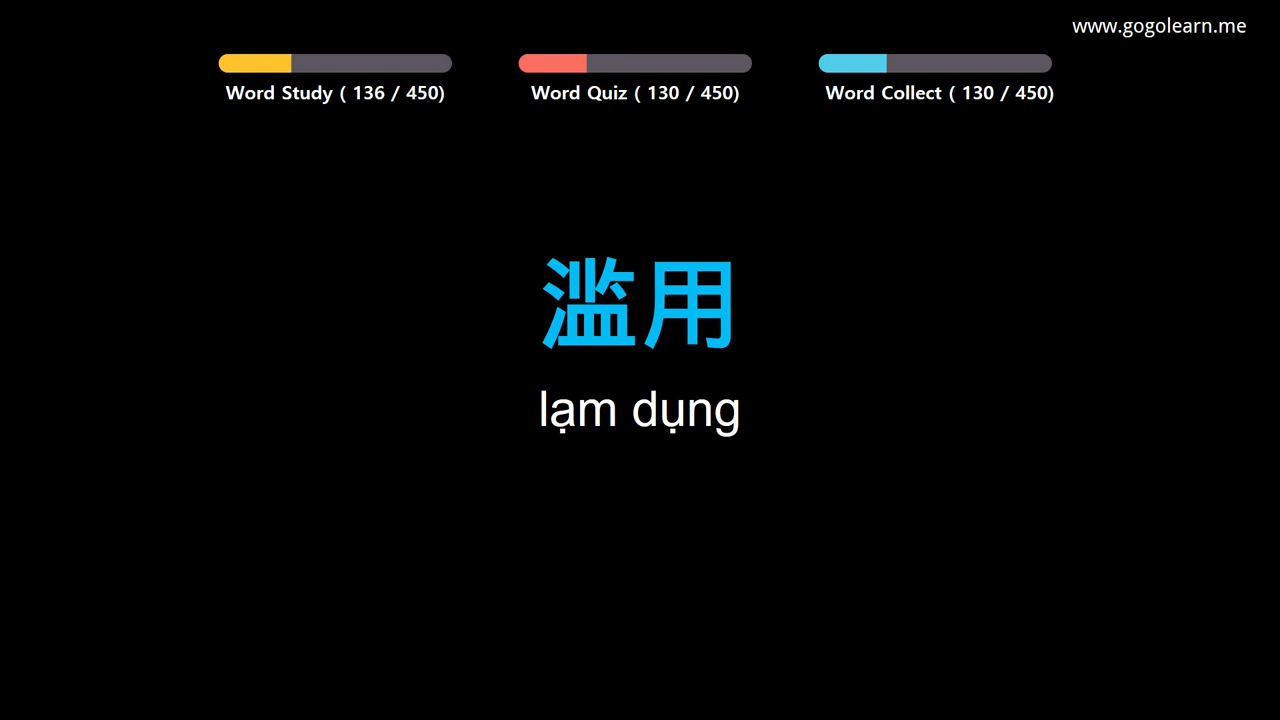 www.gogolearn.me
Word Study ( 136 / 450)
Word Quiz ( 130 / 450)
Word Collect ( 130 / 450)
滥用
lạm dụng